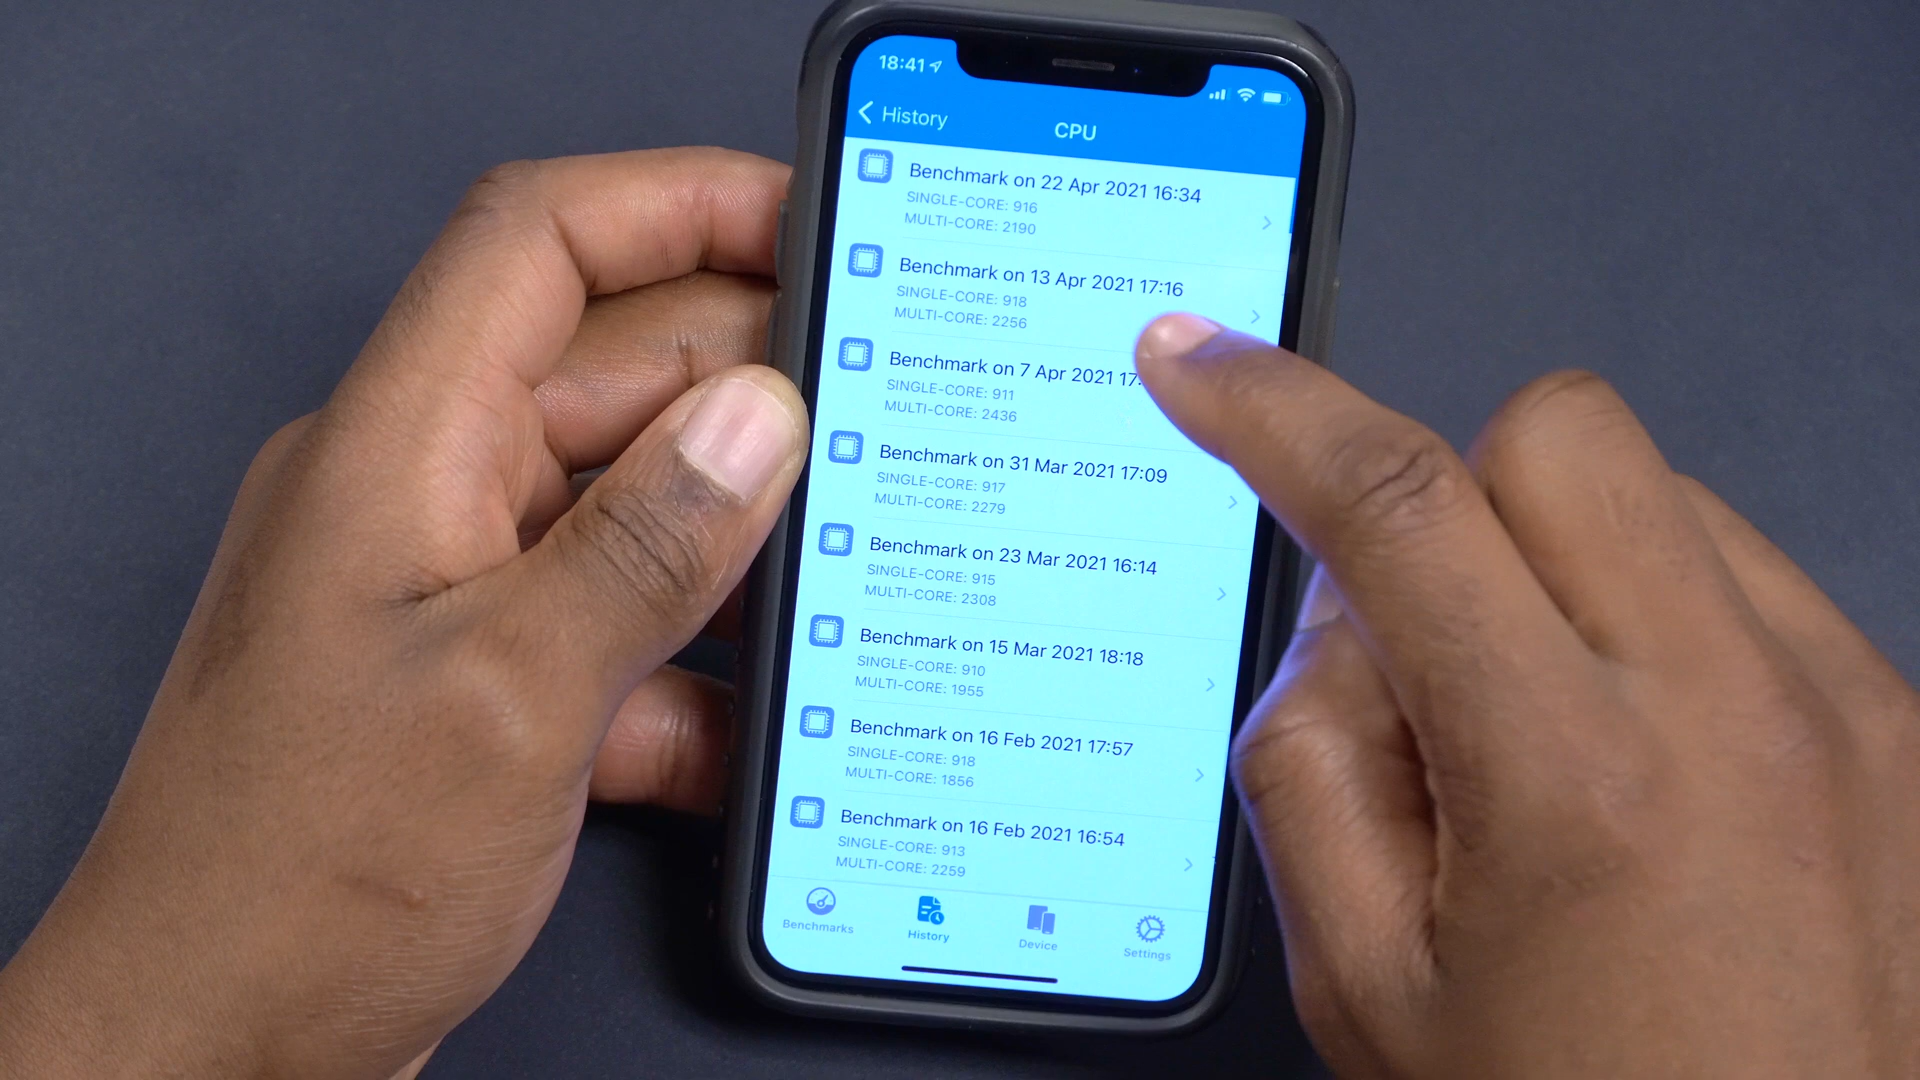 18:41
History
CPU
Benchmark on 22 Apr 2021 16:34
SINGLE-CORE: 916
MULTI-CORE: 2190
Benchmark on 13 Apr 2021 17:16
SINGLE-CORE: 918
MULTI-CORE: 2256
Benchmark on 7 Apr 2021 17:
SINGLE-CORE: 911
MULTI-CORE: 2436
Benchmark on 31 Mar 2021 17:09
SINGLE-CORE: 917
MULTI-CORE: 2279
Benchmark on 23 Mar 2021 16:14
SINGLE-CORE: 915
MULTI-CORE: 2308
Benchmark on 15 Mar 2021 18:18
SINGLE-CORE: 910
MULTI-CORE: 1955
Benchmark on 16 Feb 2021 17:57
SINGLE-CORE: 918
MULTI-CORE: 1856
Benchmark on 16 Feb 2021 16:54
SINGLE-CORE: 913
MULTI-CORE: 2259
Benchmarks
History
Device
Settings